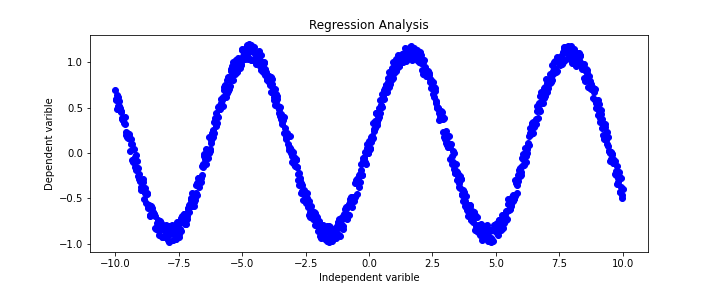 Regression Analysis
1.0
0.5
0.0
−0.5
−1.0
Dependent varible
−10.0 −7.5 −5.0 −2.5 0.0 2.5 5.0 7.5 10.0
Independent varible